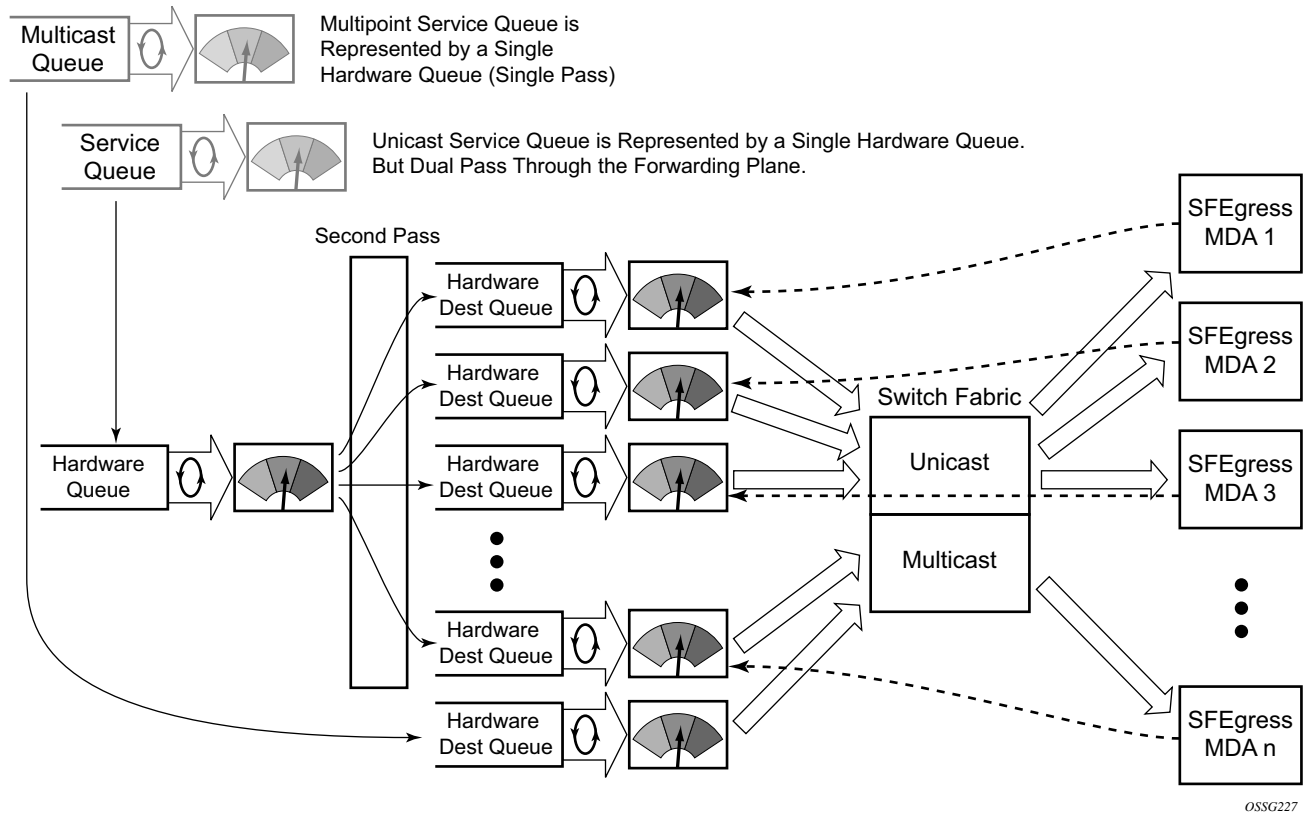 Multicast
Queue
Multipoint Service Queue is
Represented by a Single
Hardware Queue (Single Pass)
Service
Queue
Unicast Service Queue is Represented by a Single Hardware Queue.
But Dual Pass Through the Forwarding Plane.
Second Pass
Hardware
Queue
Hardware
Dest Queue
Hardware
Dest Queue
Hardware
Dest Queue
Hardware
Dest Queue
Hardware
Dest Queue
Switch Fabric
Unicast
Multicast
SFEgress
MDA 1
SFEgress
MDA 2
SFEgress
MDA 3
SFEgress
MDA n
OSSG227